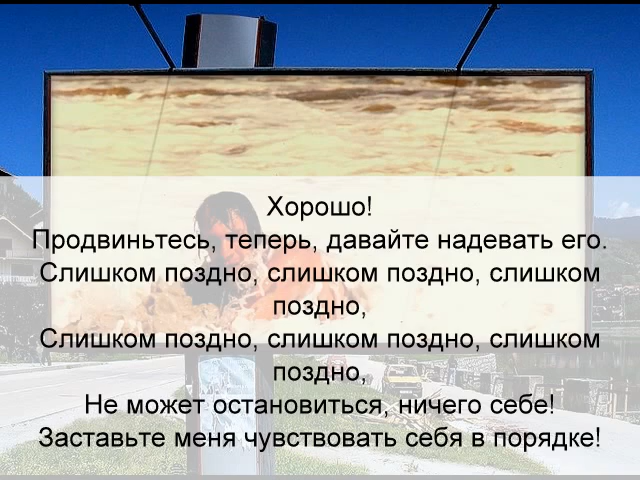 Хорошо!
Продвиньтесь, теперь, давайте надевать его.
Слишком поздно, слишком поздно, слишком
поздно,
Слишком поздно, слишком поздно, слишком
поздно,
Не может остановиться, ничего себе!
Заставьте меня чувствовать себя в порядке!